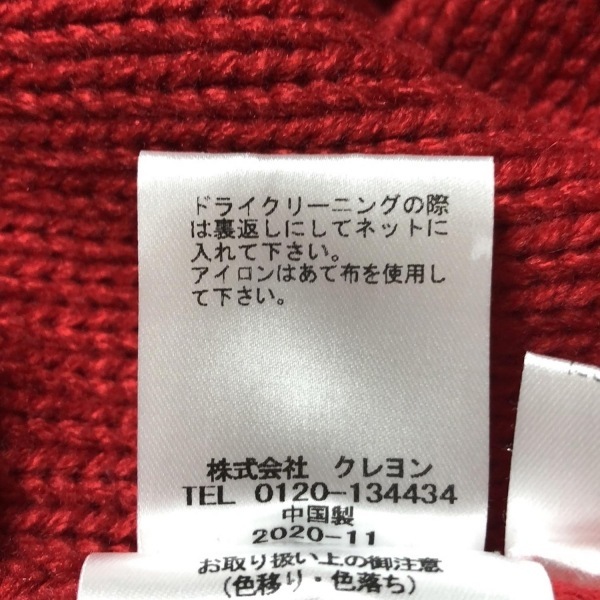 ドライクリーニングの際
は裏返しにしてネットに
入れて下さい。
アイロンはあて布を使用し
て下さい。
株式会社　クレヨン
TEL 0120-134434
中国製
2020-11
お取り扱い上の御注意
(色移り・色落ち)